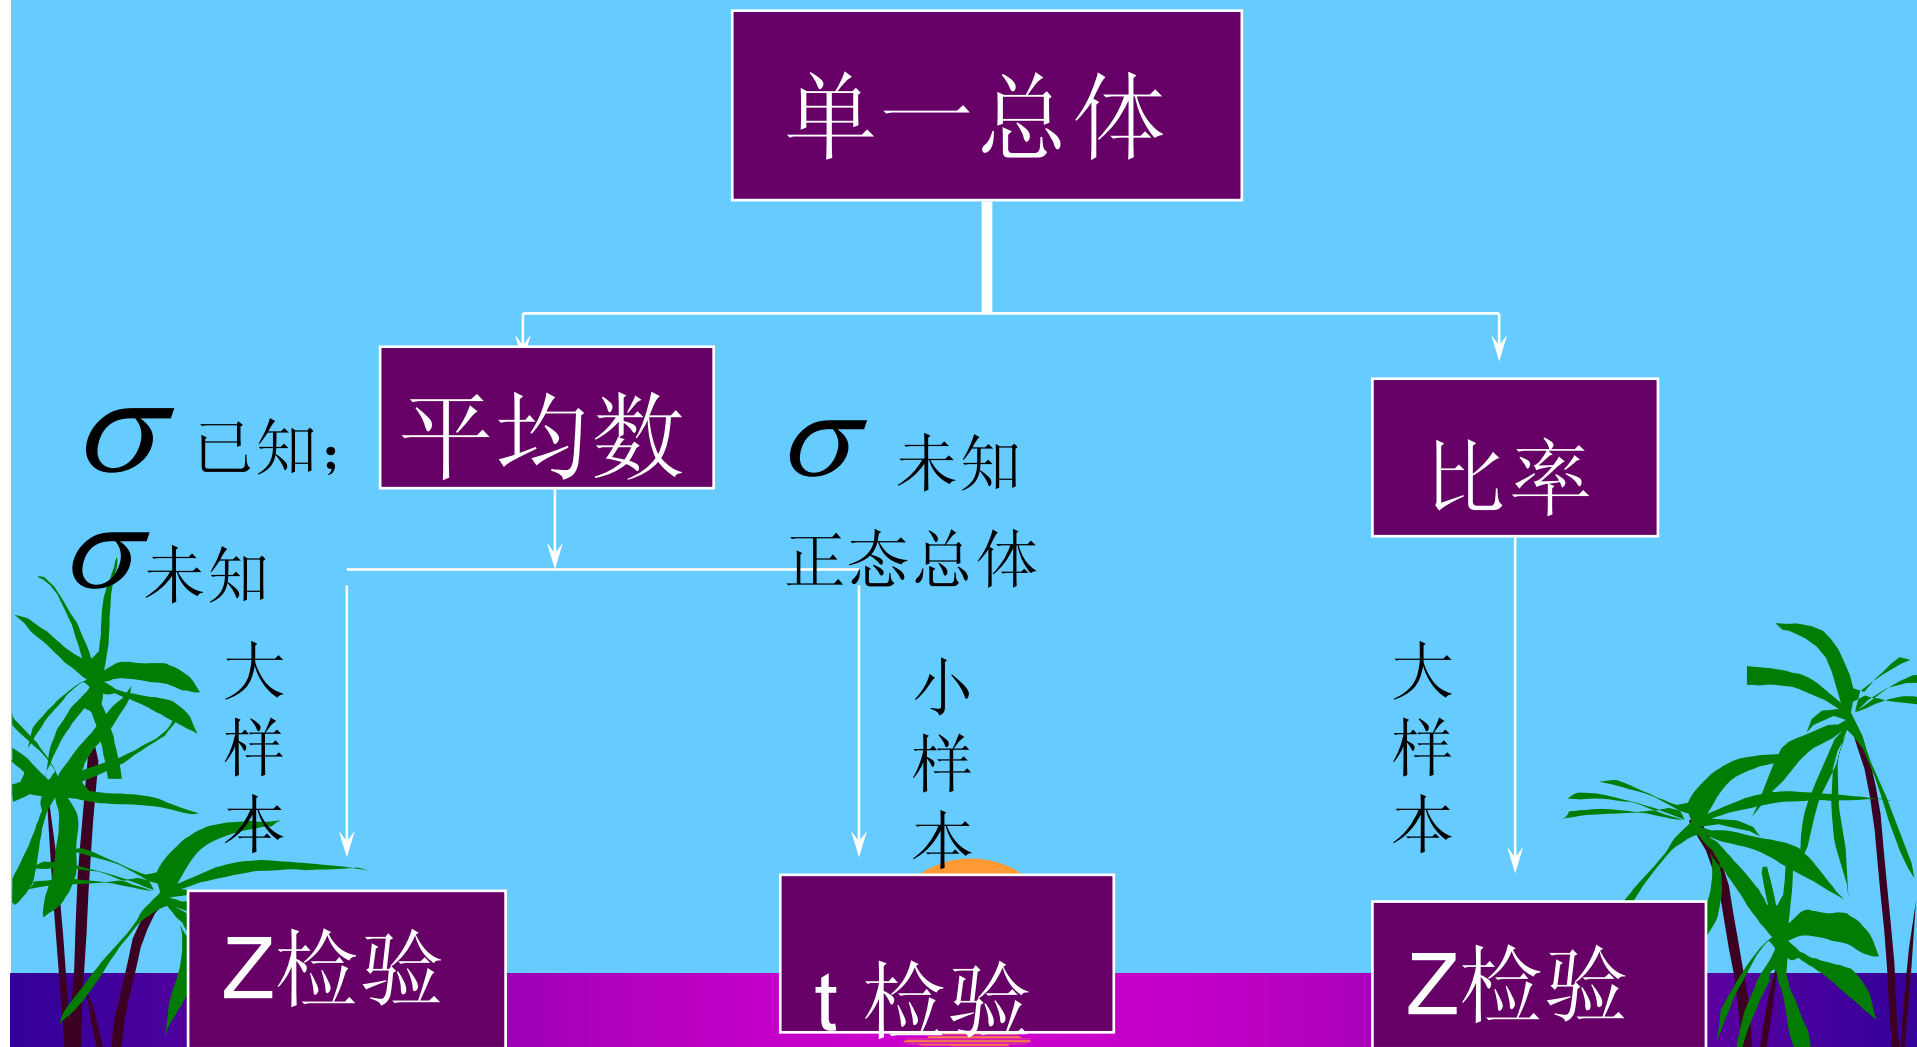 单一总体
平均数
σ 已知；
σ 未知
正态总体
σ未知
比率
大样本
小样本
大样本
Z检验
t 检验
Z检验